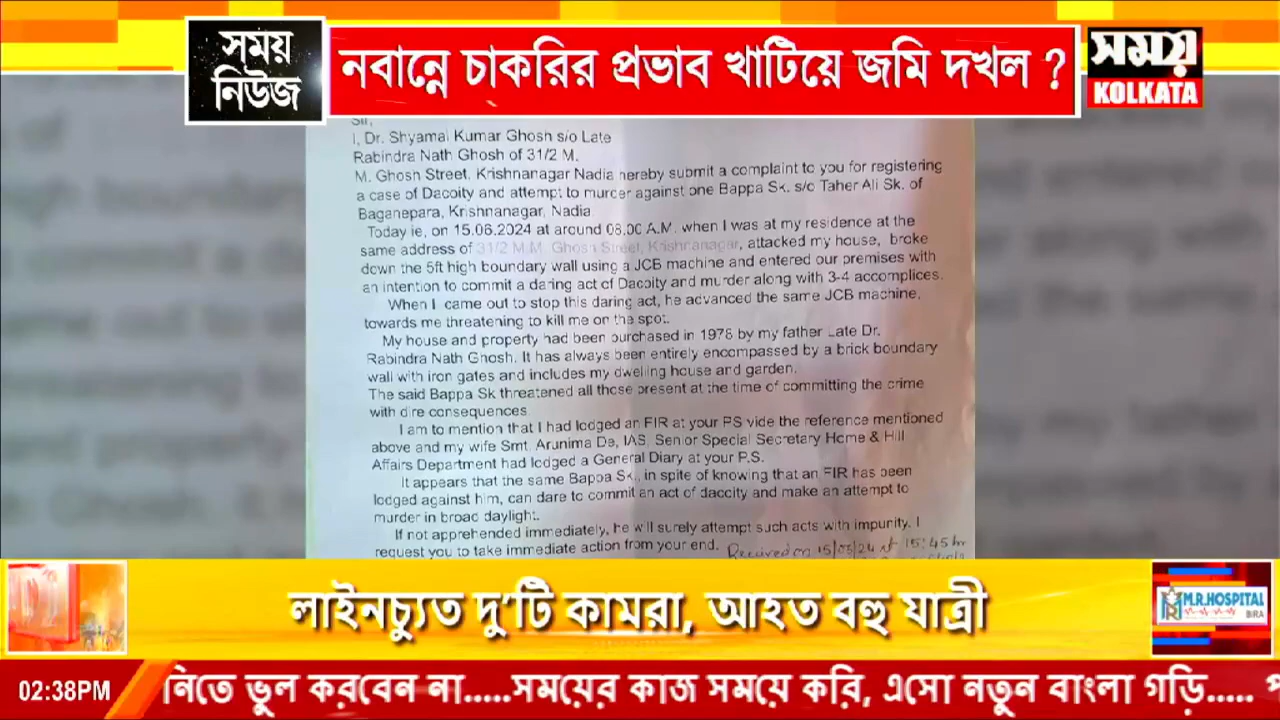 সময়
নিউজ
নবান্নে চাকরির প্রভাব খাটিয়ে জমি দখল ?
সময়
KOLKATA
Sir,
I, Dr. Shyamal Kumar Ghosh s/o Late
Rabindra Nath Ghosh of 31/2 M.
M. Ghosh Street, Krishnanagar Nadia hereby submit a complaint to you for registering
a case of Dacoity and attempt to murder against one Bappa Sk. s/o Taher Ali Sk. of
Baganepara, Krishnanagar, Nadia
Today ie, on 15.06.2024 at around 08.00 A.M. when I was at my residence at the
same address of 31/2 M.M. Ghosh Street, Krishnanagar, attacked my house, broke
down the 5ft high boundary wall using a JCB machine and entered our premises with
an intention to commit a daring act of Dacoity and murder along with 3-4 accomplices.
When I came out to stop this daring act, he advanced the same JCB machine,
towards me threatening to kill me on the spot.
My house and property had been purchased in 1978 by my father Late Dr.
Rabindra Nath Ghosh. It has always been entirely encompassed by a brick boundary
wall with iron gates and includes my dwelling house and garden.
The said Bappa Sk threatened all those present at the time of committing the crime
with dire consequences
I am to mention that I had lodged an FIR at your PS vide the reference mentioned
above and my wife Smt. Arunima De, IAS, Senior Special Secretary Home & Hill
Affairs Department had lodged a General Diary at your P.S.
It appears that the same Bappa Sk., in spite of knowing that an FIR has been
lodged against him, can dare to commit an act of dacoity and make an attempt to
murder in broad daylight.
If not apprehended immediately, he will surely attempt such acts with impunity. I
request you to take immediate action from your end. Received on 15/05/24 at 15:45 hr
লাইনচ্যুত দু'টি কামরা, আহত বহু যাত্রী
M.R.HOSPITAL
BIRA
02:38PM
নিতে ভুল করবেন না.....সময়ের কাজ সময়ে করি, এসো নতুন বাংলা গড়ি.....